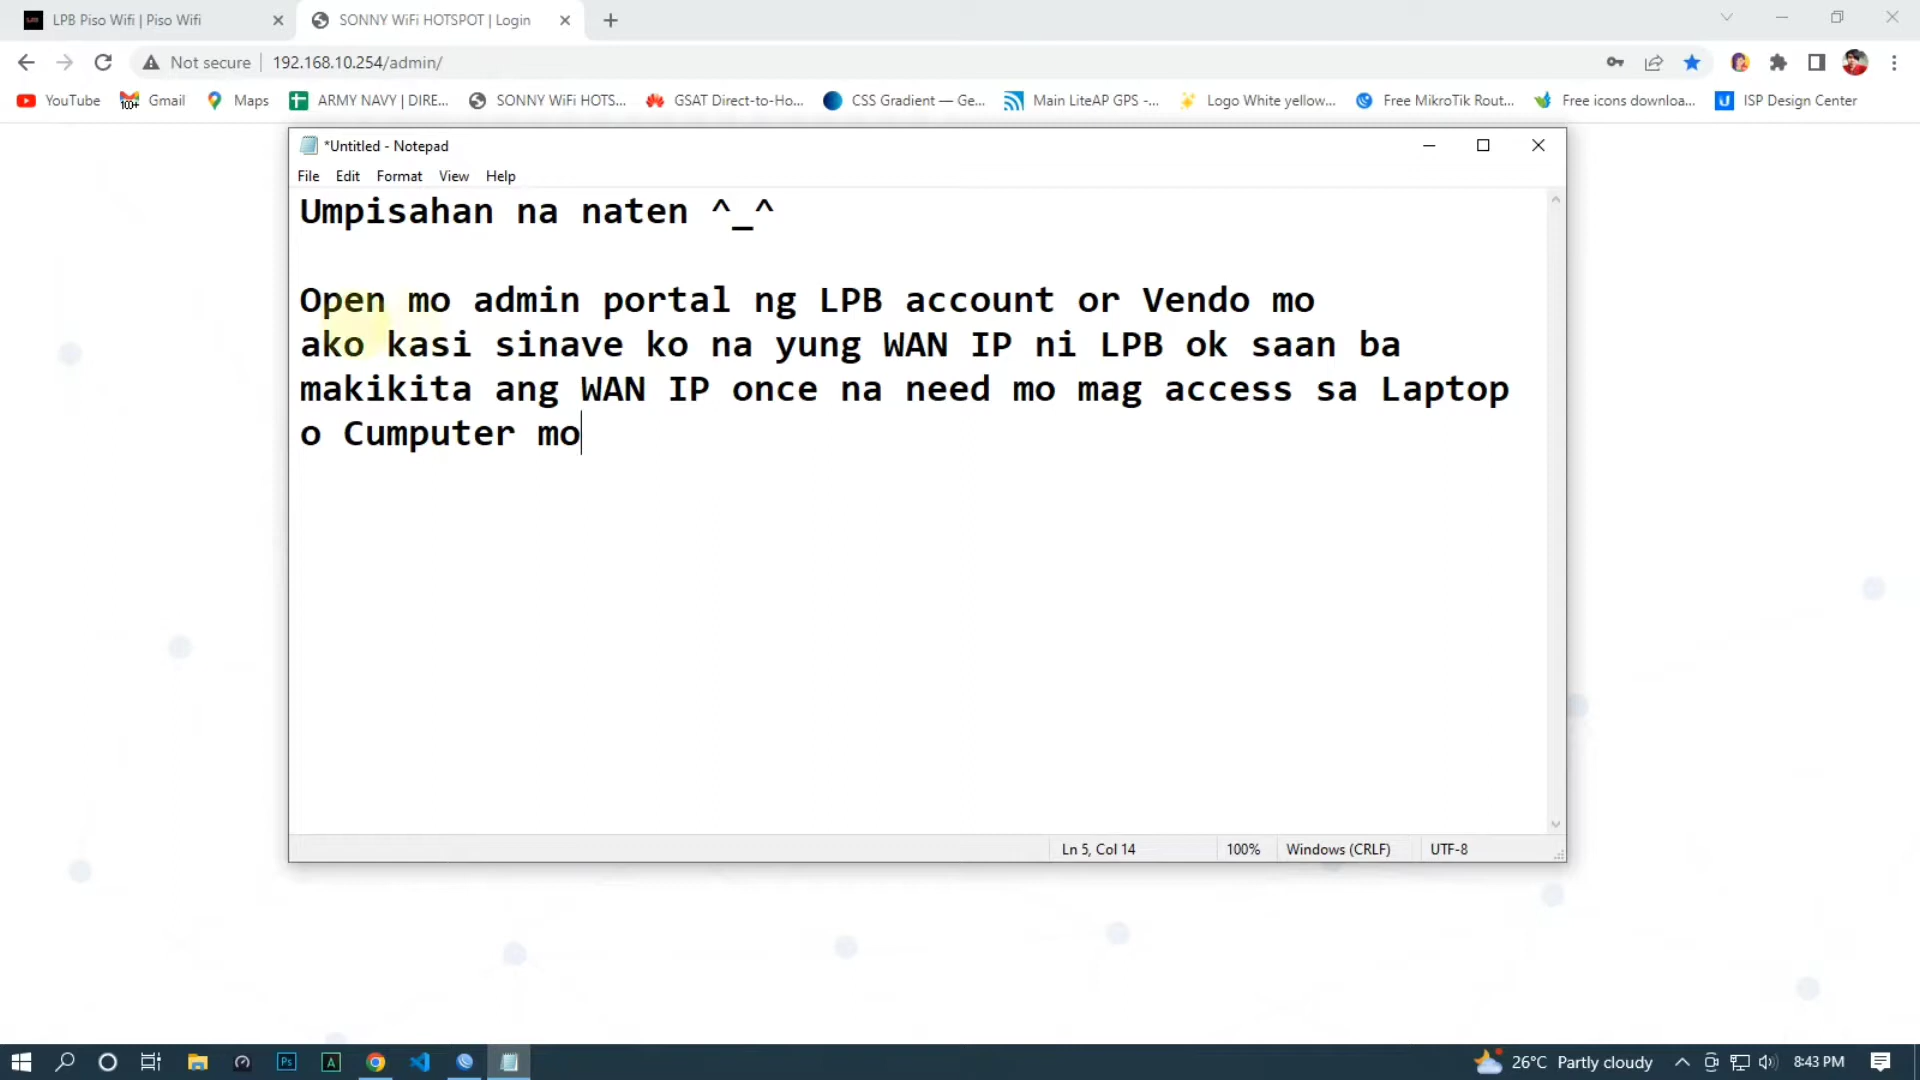 LPB Piso Wifi | Piso Wifi
SONNY WiFi HOTSPOT | Login
Not secure
192.168.10.254/admin/
YouTube
Gmail
Maps
ARMY NAVY | DIRE...
SONNY WiFi HOTS...
GSAT Direct-to-Ho...
CSS Gradient — Ge...
Main LiteAP GPS -...
Logo White yellow...
Free MikroTik Rout...
Free icons downloa...
ISP Design Center
*Untitled - Notepad
File Edit Format View Help
Umpisahan na naten ^_^
Open mo admin portal ng LPB account or Vendo mo
ako kasi sinave ko na yung WAN IP ni LPB ok saan ba
makikita ang WAN IP once na need mo mag access sa Laptop
o Cumputer mo
Ln 5, Col 14
100%
Windows (CRLF)
UTF-8
26°C Partly cloudy
8:43 PM